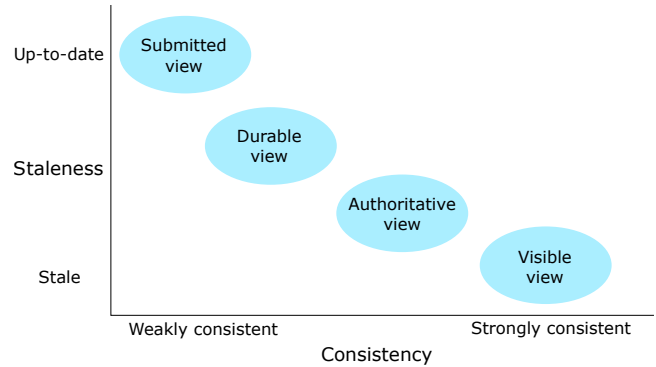 Up-to-date
Submitted
view
Durable
view
Staleness
Authoritative
view
Visible
view
Stale
Weakly consistent
Strongly consistent
Consistency